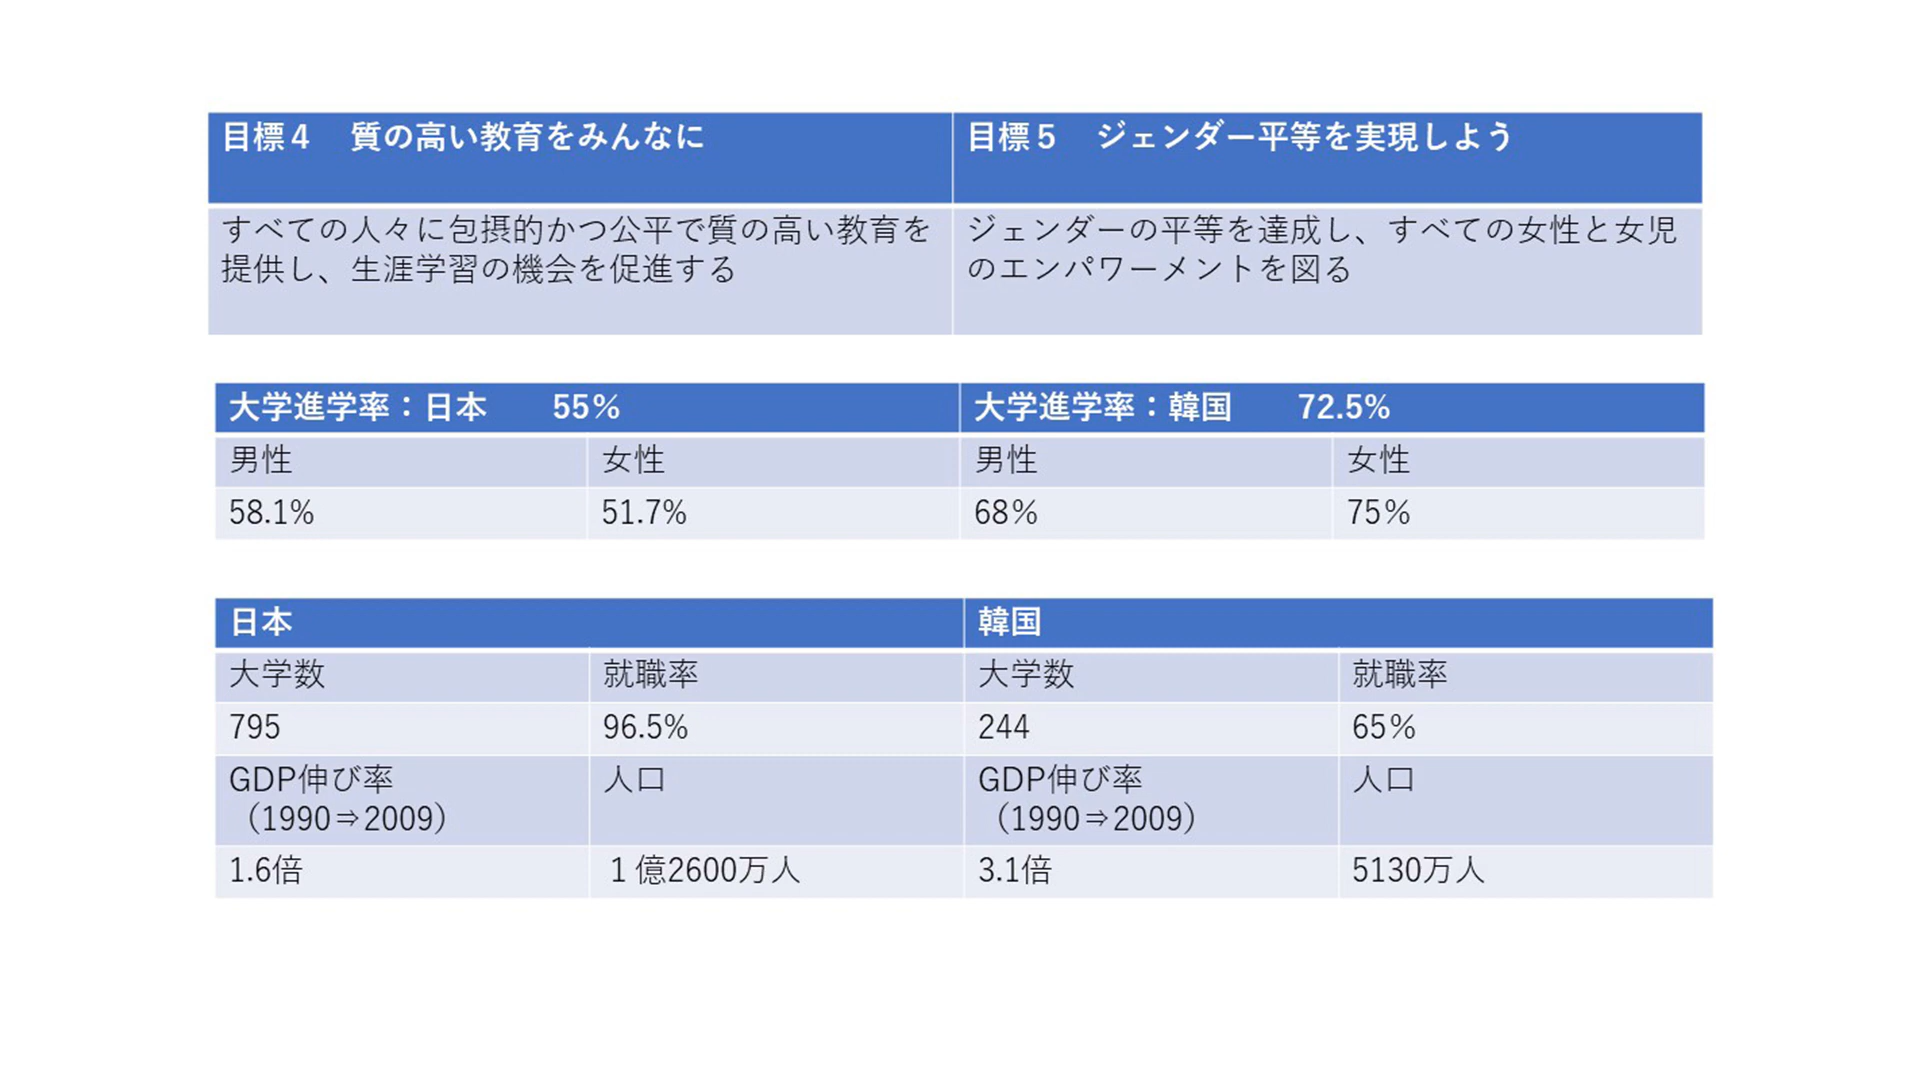 目標４　質の高い教育をみんなに
目標５　ジェンダー平等を実現しよう
すべての人々に包摂的かつ公平で質の高い教育を
提供し、生涯学習の機会を促進する
ジェンダーの平等を達成し、すべての女性と女児
のエンパワーメントを図る
大学進学率：日本　　55%
大学進学率：韓国　　72.5%
男性
女性
男性
女性
58.1%
51.7%
68%
75%
日本
韓国
大学数
就職率
大学数
就職率
795
96.5%
244
65%
GDP伸び率
（1990⇒2009）
人口
GDP伸び率
（1990⇒2009）
人口
1.6倍
１億2600万人
3.1倍
5130万人